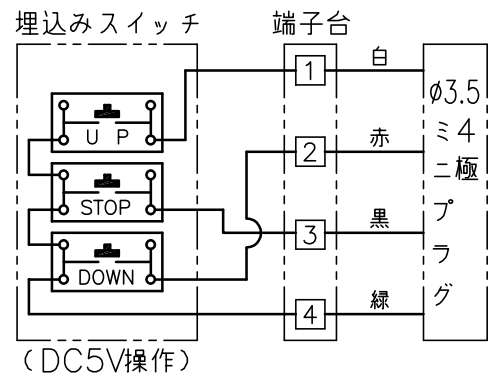 埋込みスイッチ
端子台
UP
STOP
DOWN
1
2
3
4
白
赤
黒
緑
φ3.5
ミニ4極プラグ
(DC5V操作)